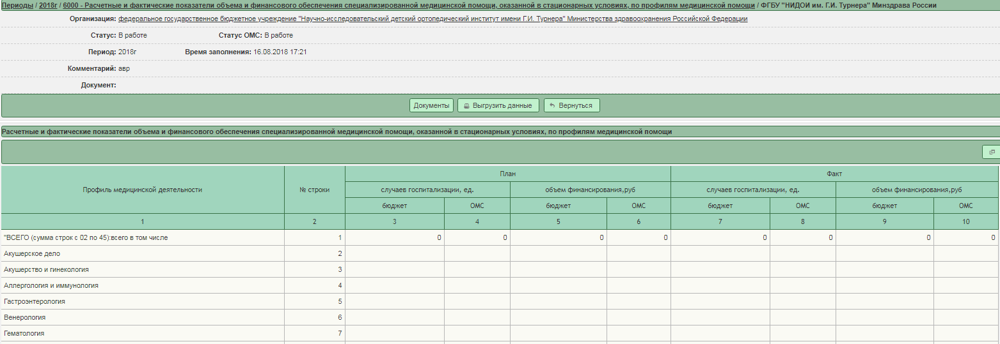 Периоды / 2018г / 6000 - Расчетные и фактические показатели объема и финансового обеспечения специализированной медицинской помощи, оказанной в стационарных условиях, по профилям медицинской помощи / ФГБУ "НИДОИ им. Г.И. Турнера" Минздрава России
Организация: федеральное государственное бюджетное учреждение "Научно-исследовательский детский ортопедический институт имени Г.И. Турнера" Министерства здравоохранения Российской Федерации
Статус: В работе Статус ОМС: В работе
Период: 2018г Время заполнения: 16.08.2018 17:21
Комментарий: авр
Документ:
Документы Выгрузить данные Вернуться
Расчетные и фактические показатели объема и финансового обеспечения специализированной медицинской помощи, оказанной в стационарных условиях, по профилям медицинской помощи
Профиль медицинской деятельности № строки План Факт
случаев госпитализации, ед. объем финансирования,руб случаев госпитализации, ед. объем финансирования,руб
бюджет ОМС бюджет ОМС бюджет ОМС бюджет ОМС
1 2 3 4 5 6 7 8 9 10
"ВСЕГО (сумма строк с 02 по 45):всего в том числе 1 0 0 0 0 0 0 0 0
Акушерское дело 2
Акушерство и гинекология 3
Аллергология и иммунология 4
Гастроэнтерология 5
Венерология 6
Гематология 7